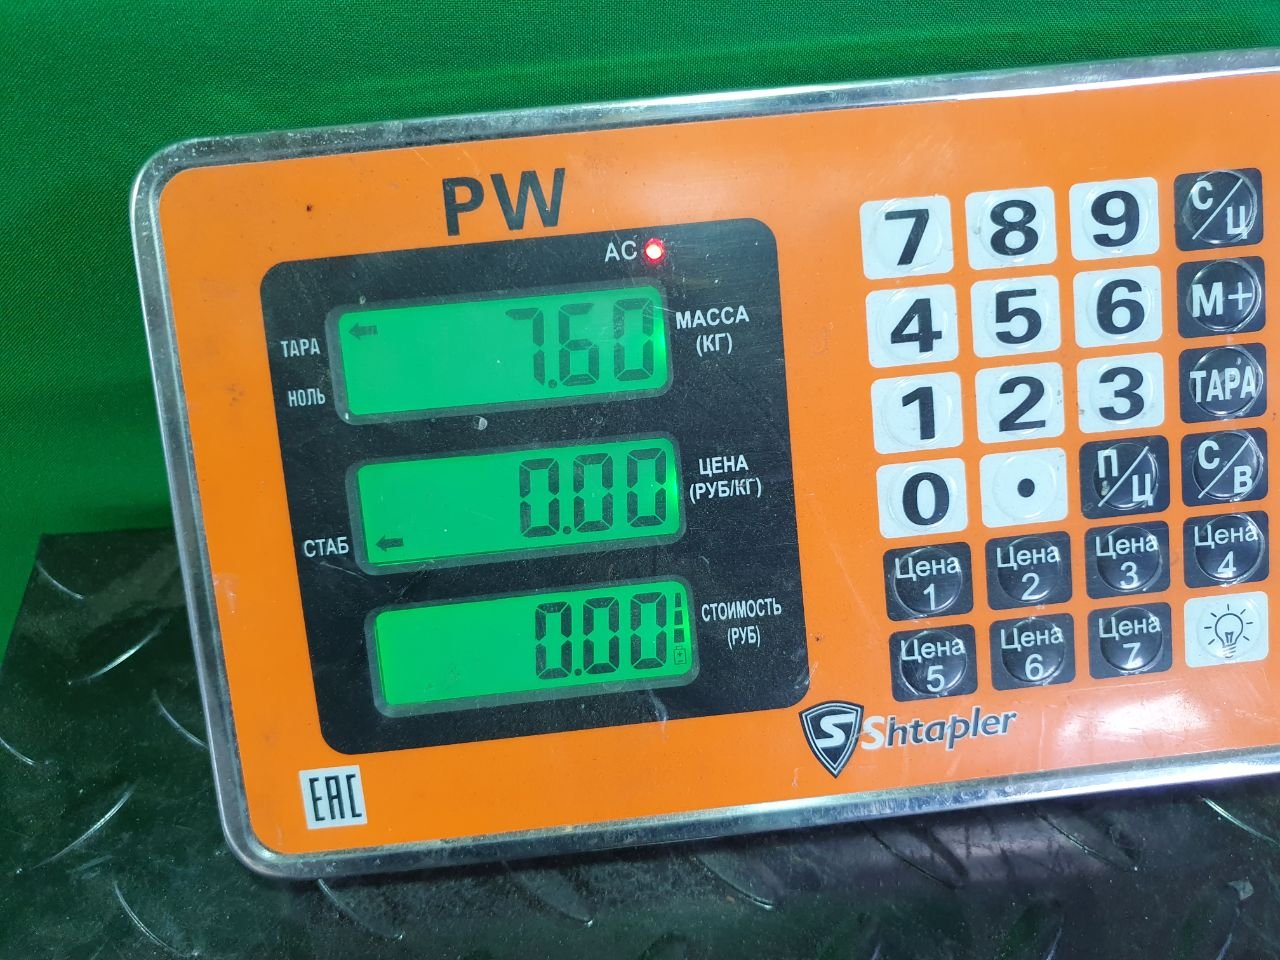 PW
AC
ТАРА
НОЛЬ
7.60
МАССА
(КГ)
0.00
ЦЕНА
(РУБ/КГ)
СТАБ
0.00
СТОИМОСТЬ
(РУБ)
7 8 9 С/Ц
4 5 6 М+
1 2 3 ТАРА
0 . П/Ц С/В
Цена 1 Цена 2 Цена 3 Цена 4
Цена 5 Цена 6 Цена 7
S Shtapler
EAC